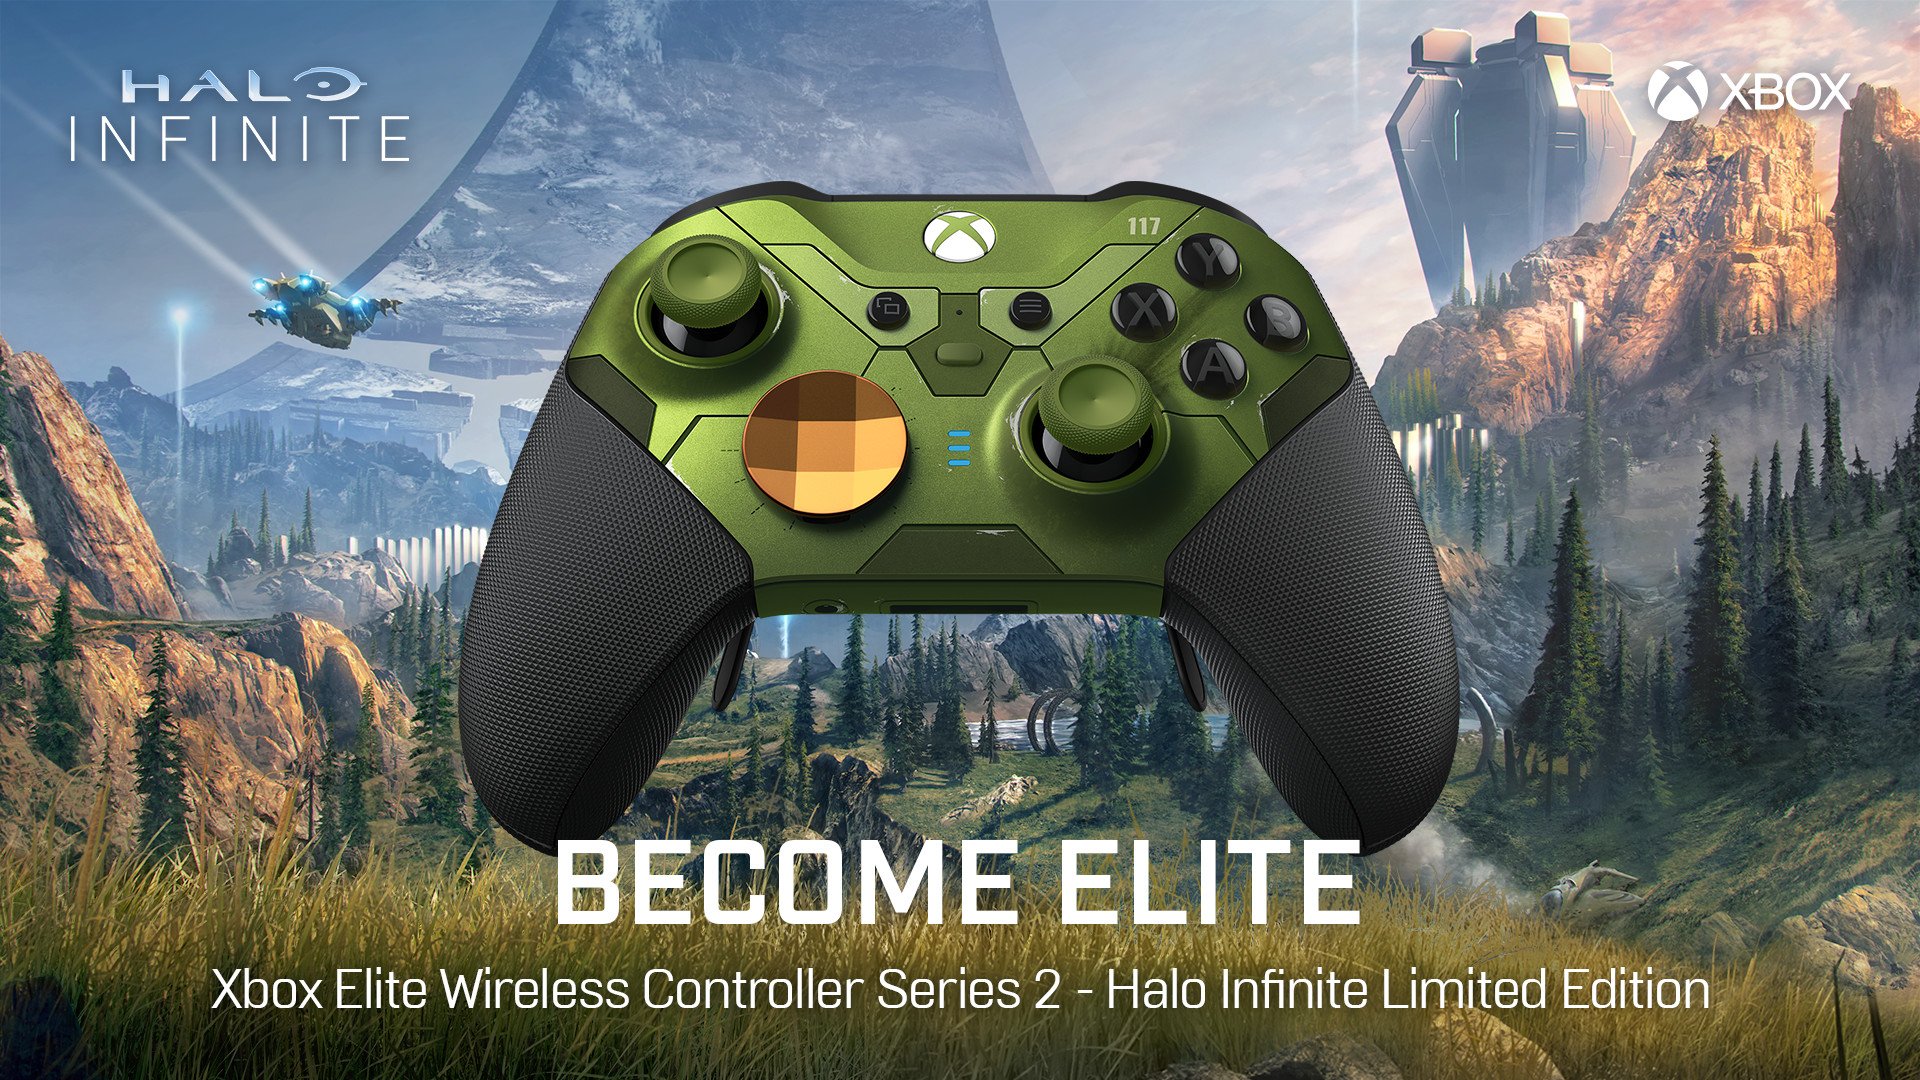 HALO
INFINITE
XBOX
117
Y
X
B
A
BECOME ELITE
Xbox Elite Wireless Controller Series 2 - Halo Infinite Limited Edition